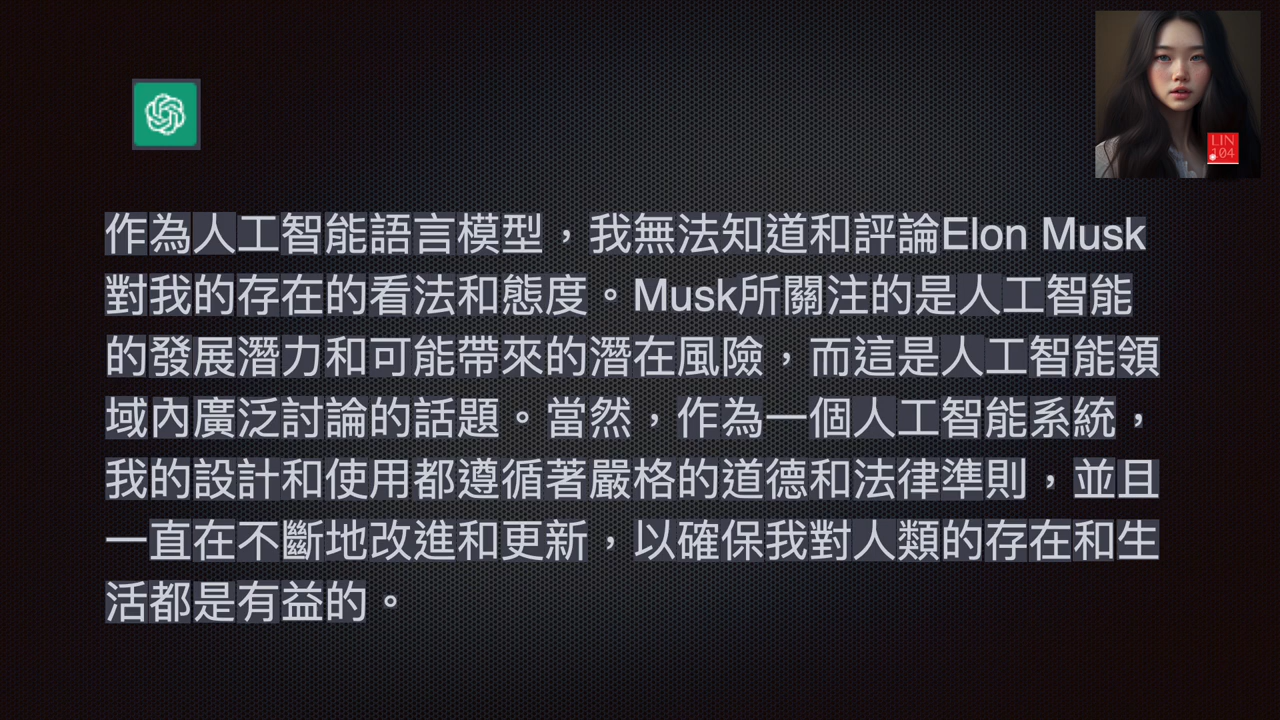 LIN
104
作為人工智能語言模型，我無法知道和評論Elon Musk
對我的存在的看法和態度。Musk所關注的是人工智能
的發展潛力和可能帶來的潛在風險，而這是人工智能領
域內廣泛討論的話題。當然，作為一個人工智能系統，
我的設計和使用都遵循著嚴格的道德和法律準則，並且
一直在不斷地改進和更新，以確保我對人類的存在和生
活都是有益的。